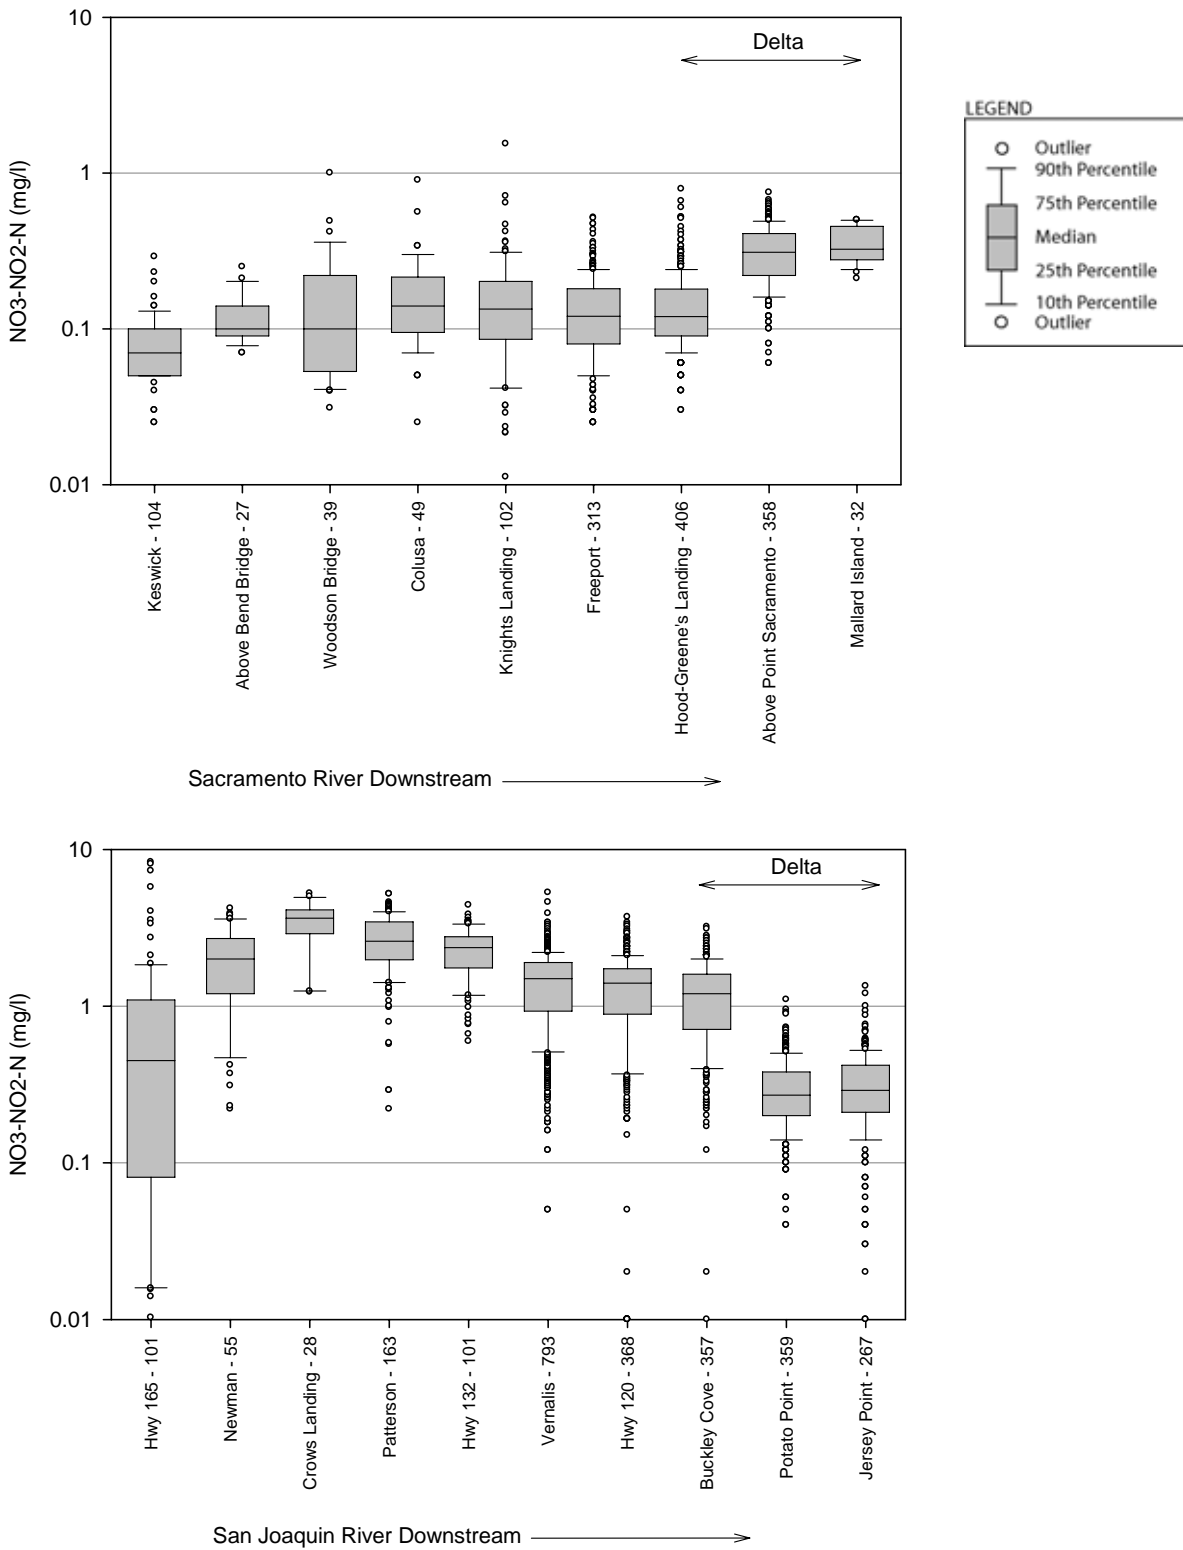 10
1
0.1
0.01
NO3-NO2-N (mg/l)
Delta
Keswick - 104
Above Bend Bridge - 27
Woodson Bridge - 39
Colusa - 49
Knights Landing - 102
Freeport - 313
Hood-Greene's Landing - 406
Above Point Sacramento - 358
Mallard Island - 32
Sacramento River Downstream
LEGEND
Outlier
90th Percentile
75th Percentile
Median
25th Percentile
10th Percentile
Outlier
10
1
0.1
0.01
NO3-NO2-N (mg/l)
Delta
Hwy 165 - 101
Newman - 55
Crows Landing - 28
Patterson - 163
Hwy 132 - 101
Vernalis - 793
Hwy 120 - 368
Buckley Cove - 357
Potato Point - 359
Jersey Point - 267
San Joaquin River Downstream